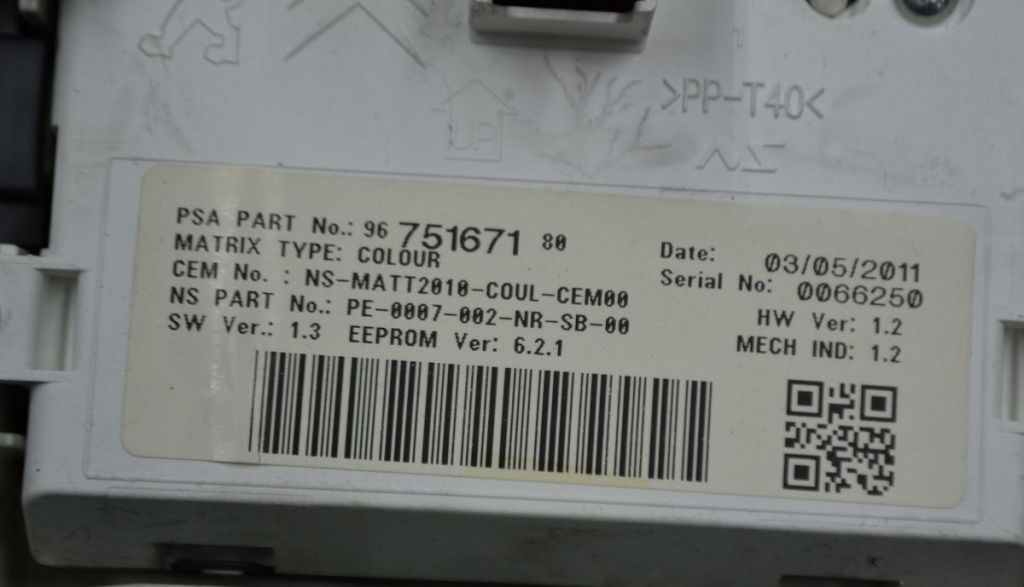 >PP-T40<
UP
PSA PART No.: 96 751671 80
MATRIX TYPE: COLOUR
CEM No. : NS-MATT2010-COUL-CEM00
NS PART No.: PE-0007-002-NR-SB-00
SW Ver.: 1.3 EEPROM Ver: 6.2.1
Date: 03/05/2011
Serial No: 0066250
HW Ver: 1.2
MECH IND: 1.2